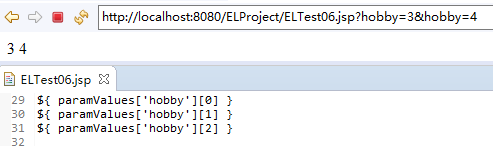 http://localhost:8080/ELProject/ELTest06.jsp?hobby=3&hobby=4
3 4
ELTest06.jsp
29 ${ paramValues['hobby'][0] }
30 ${ paramValues['hobby'][1] }
31 ${ paramValues['hobby'][2] }
32